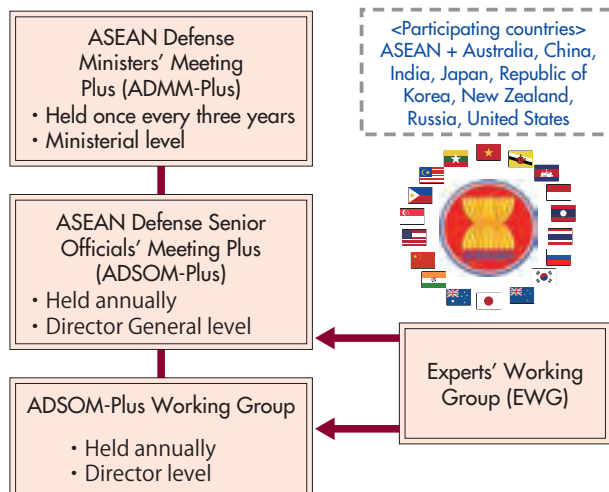 ASEAN Defense
Ministers’ Meeting
Plus (ADMM-Plus)
・Held once every three years
・Ministerial level
<Participating countries>
ASEAN + Australia, China,
India, Japan, Republic of
Korea, New Zealand,
Russia, United States
ASEAN Defense Senior
Officials’ Meeting Plus
(ADSOM-Plus)
・Held annually
・Director General level
Experts’ Working
Group (EWG)
ADSOM-Plus Working Group
・Held annually
・Director level